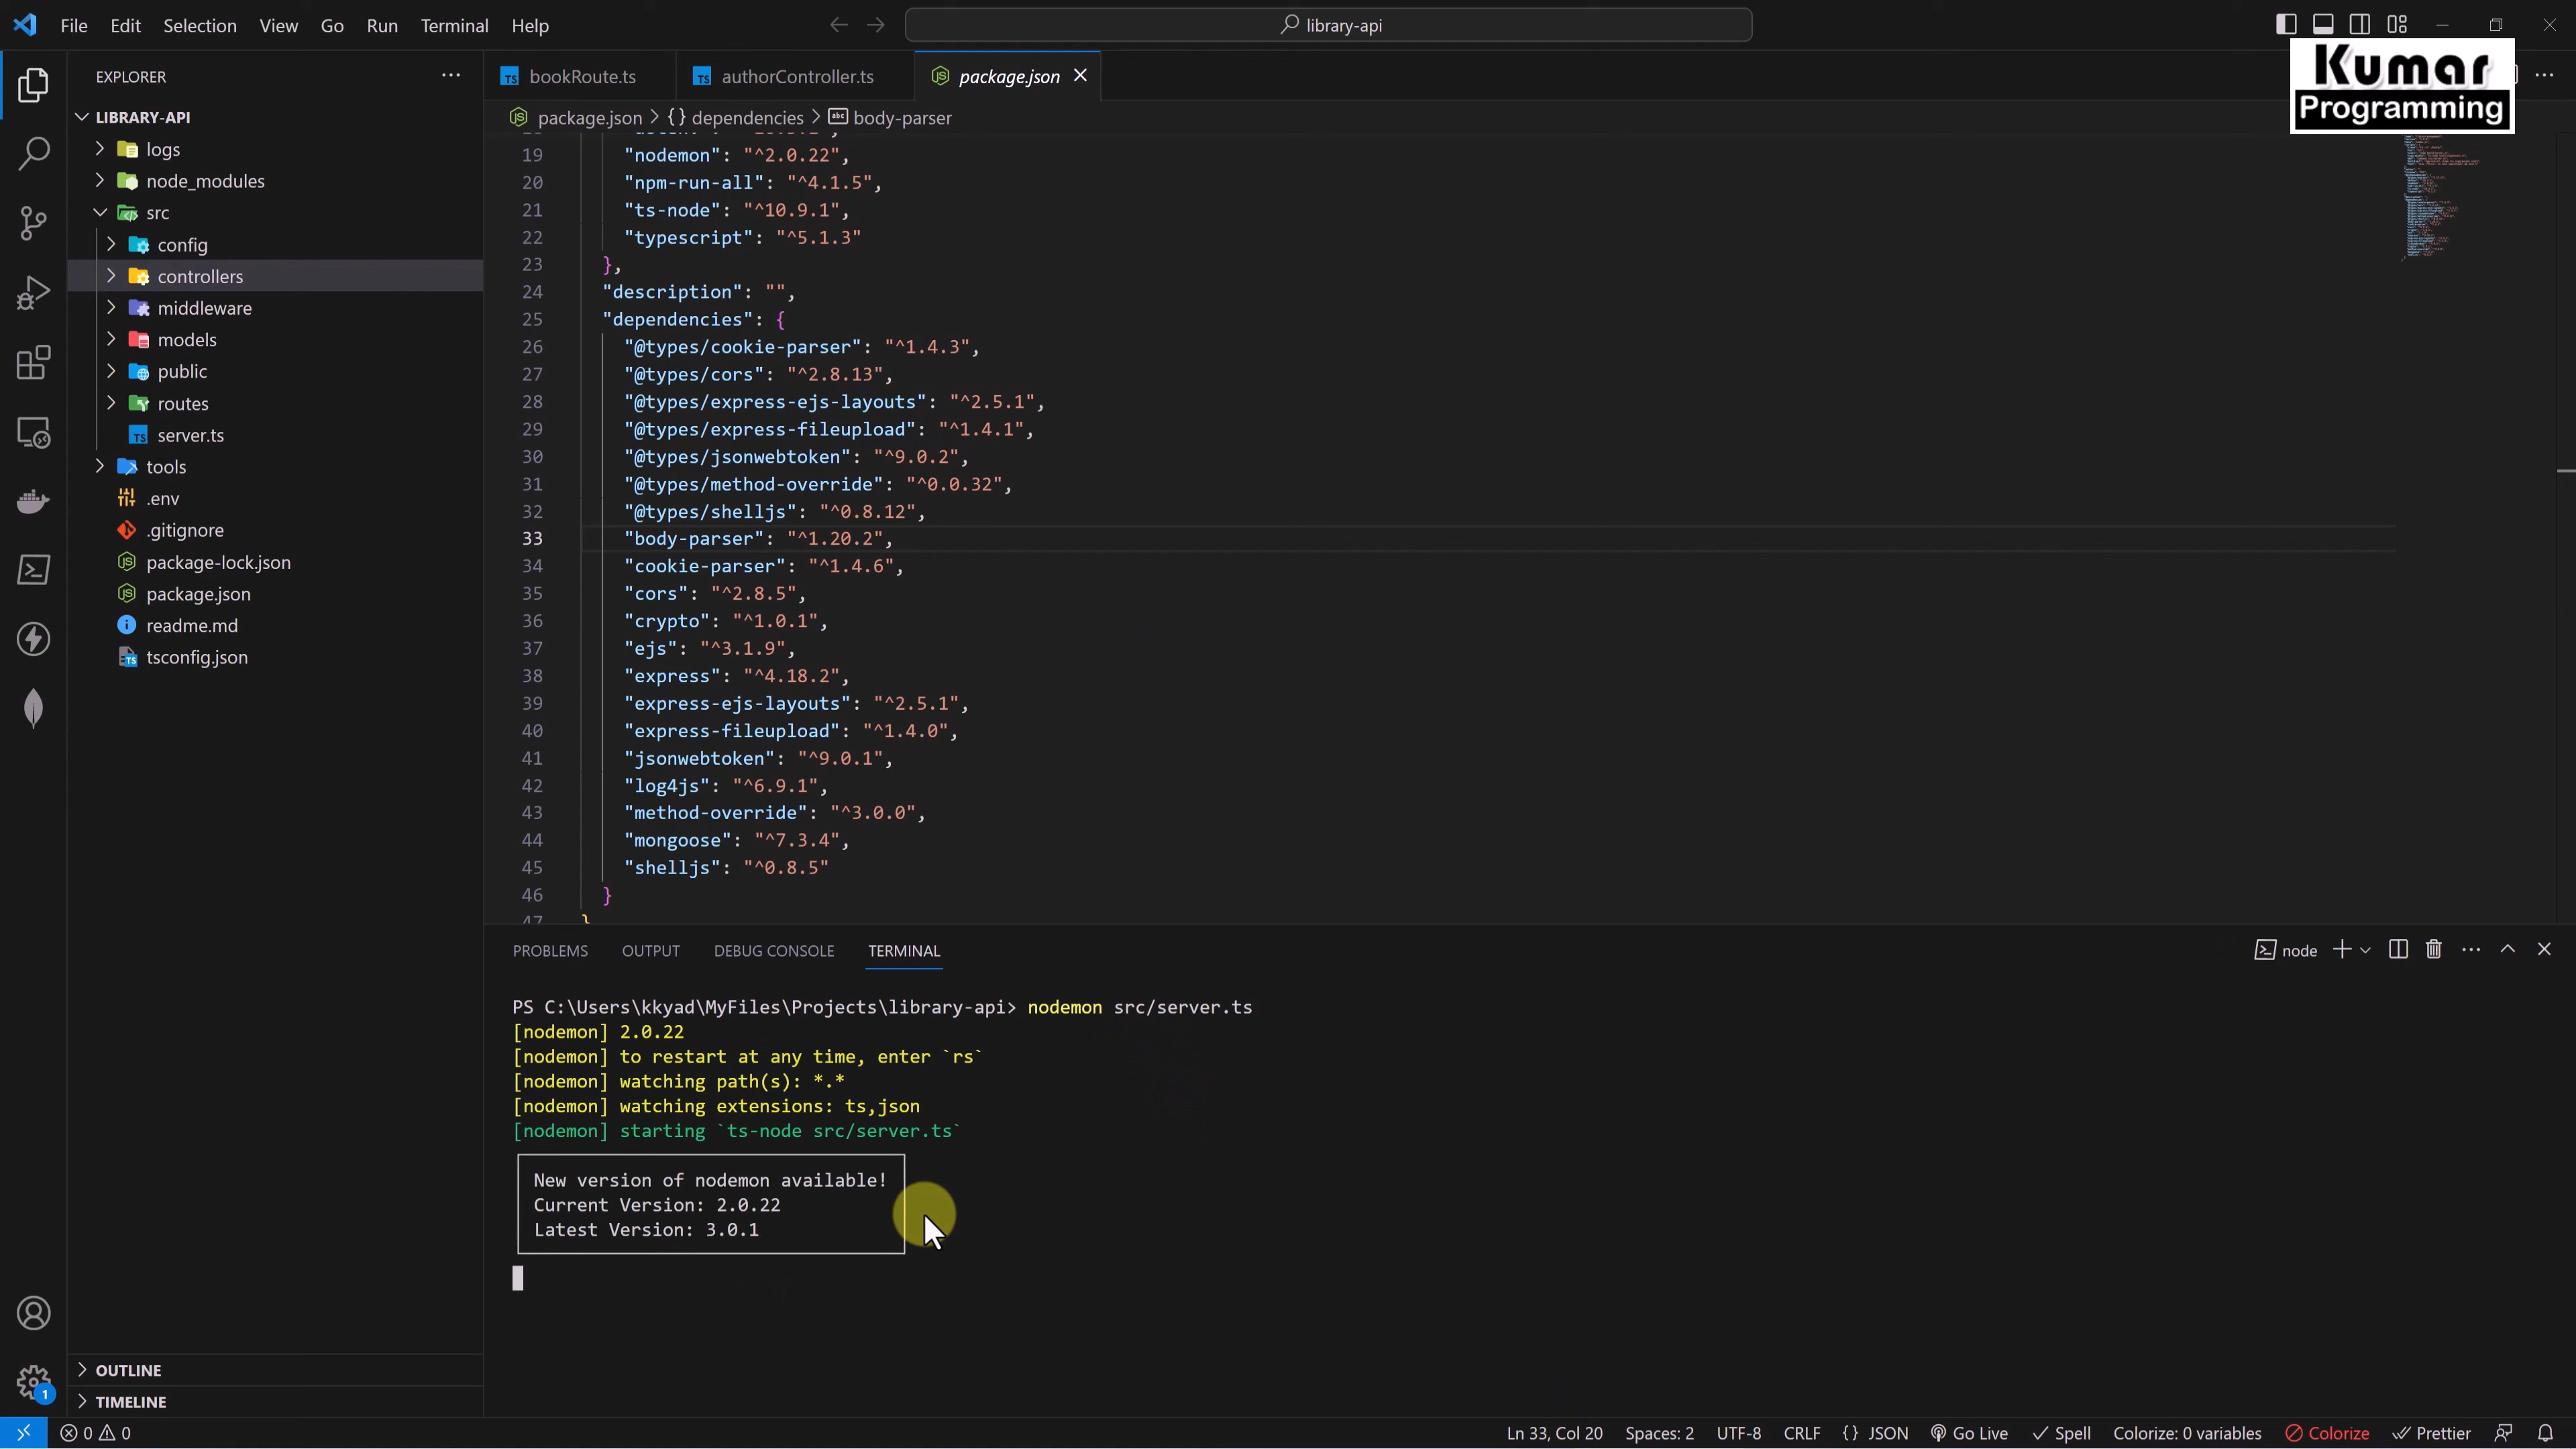 File Edit Selection View Go Run Terminal Help
library-api
Kumar
Programming
EXPLORER
bookRoute.ts
authorController.ts
package.json
package.json > {} dependencies > body-parser
LIBRARY-API
logs
node_modules
src
config
controllers
middleware
models
public
routes
server.ts
tools
.env
.gitignore
package-lock.json
package.json
readme.md
tsconfig.json
OUTLINE
TIMELINE
19 "nodemon": "^2.0.22",
20 "npm-run-all": "^4.1.5",
21 "ts-node": "^10.9.1",
22 "typescript": "^5.1.3"
23 },
24 "description": "",
25 "dependencies": {
26 "@types/cookie-parser": "^1.4.3",
27 "@types/cors": "^2.8.13",
28 "@types/express-ejs-layouts": "^2.5.1",
29 "@types/express-fileupload": "^1.4.1",
30 "@types/jsonwebtoken": "^9.0.2",
31 "@types/method-override": "^0.0.32",
32 "@types/shelljs": "^0.8.12",
33 "body-parser": "^1.20.2",
34 "cookie-parser": "^1.4.6",
35 "cors": "^2.8.5",
36 "crypto": "^1.0.1",
37 "ejs": "^3.1.9",
38 "express": "^4.18.2",
39 "express-ejs-layouts": "^2.5.1",
40 "express-fileupload": "^1.4.0",
41 "jsonwebtoken": "^9.0.1",
42 "log4js": "^6.9.1",
43 "method-override": "^3.0.0",
44 "mongoose": "^7.3.4",
45 "shelljs": "^0.8.5"
46 }
47 }
PROBLEMS OUTPUT DEBUG CONSOLE TERMINAL
node
PS C:\Users\kkyad\MyFiles\Projects\library-api> nodemon src/server.ts
[nodemon] 2.0.22
[nodemon] to restart at any time, enter `rs`
[nodemon] watching path(s): *.*
[nodemon] watching extensions: ts,json
[nodemon] starting `ts-node src/server.ts`
New version of nodemon available!
Current Version: 2.0.22
Latest Version: 3.0.1
1
0 0
Ln 33, Col 20 Spaces: 2 UTF-8 CRLF {} JSON Go Live Spell Colorize: 0 variables Colorize Prettier